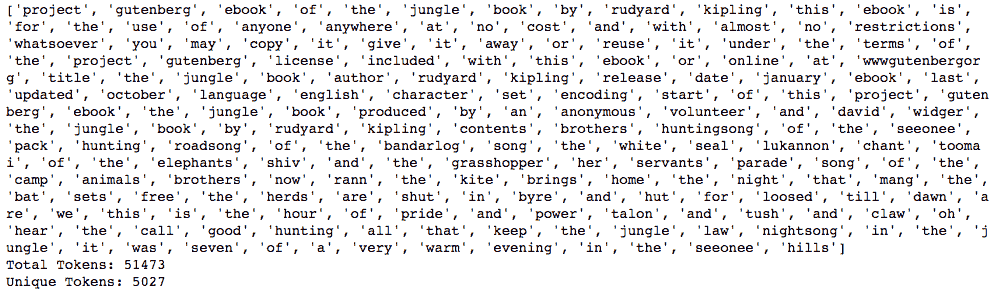 ['project', 'gutenberg', 'ebook', 'of', 'the', 'jungle', 'book', 'by', 'rudyard', 'kipling', 'this', 'ebook', 'is',
'for', 'the', 'use', 'of', 'anyone', 'anywhere', 'at', 'no', 'cost', 'and', 'with', 'almost', 'no', 'restrictions',
'whatsoever', 'you', 'may', 'copy', 'it', 'give', 'it', 'away', 'or', 'reuse', 'it', 'under', 'the', 'terms', 'of',
'the', 'project', 'gutenberg', 'license', 'included', 'with', 'this', 'ebook', 'or', 'online', 'at', 'wwwgutenbergor
g', 'title', 'the', 'jungle', 'book', 'author', 'rudyard', 'kipling', 'release', 'date', 'january', 'ebook', 'last',
'updated', 'october', 'language', 'english', 'character', 'set', 'encoding', 'start', 'of', 'this', 'project', 'guten
berg', 'ebook', 'the', 'jungle', 'book', 'produced', 'by', 'an', 'anonymous', 'volunteer', 'and', 'david', 'widger',
'the', 'jungle', 'book', 'by', 'rudyard', 'kipling', 'contents', 'brothers', 'huntingsong', 'of', 'the', 'seeonee',
'pack', 'hunting', 'roadsong', 'of', 'the', 'bandarlog', 'song', 'the', 'white', 'seal', 'lukannon', 'chant', 'tooma
i', 'of', 'the', 'elephants', 'shiv', 'and', 'the', 'grasshopper', 'her', 'servants', 'parade', 'song', 'of', 'the',
'camp', 'animals', 'brothers', 'now', 'rann', 'the', 'kite', 'brings', 'home', 'the', 'night', 'that', 'mang', 'the',
'bat', 'sets', 'free', 'the', 'herds', 'are', 'shut', 'in', 'byre', 'and', 'hut', 'for', 'loosed', 'till', 'dawn', 'a
re', 'we', 'this', 'is', 'the', 'hour', 'of', 'pride', 'and', 'power', 'talon', 'and', 'tush', 'and', 'claw', 'oh',
'hear', 'the', 'call', 'good', 'hunting', 'all', 'that', 'keep', 'the', 'jungle', 'law', 'nightsong', 'in', 'the', 'j
ungle', 'it', 'was', 'seven', 'of', 'a', 'very', 'warm', 'evening', 'in', 'the', 'seeonee', 'hills']
Total Tokens: 51473
Unique Tokens: 5027